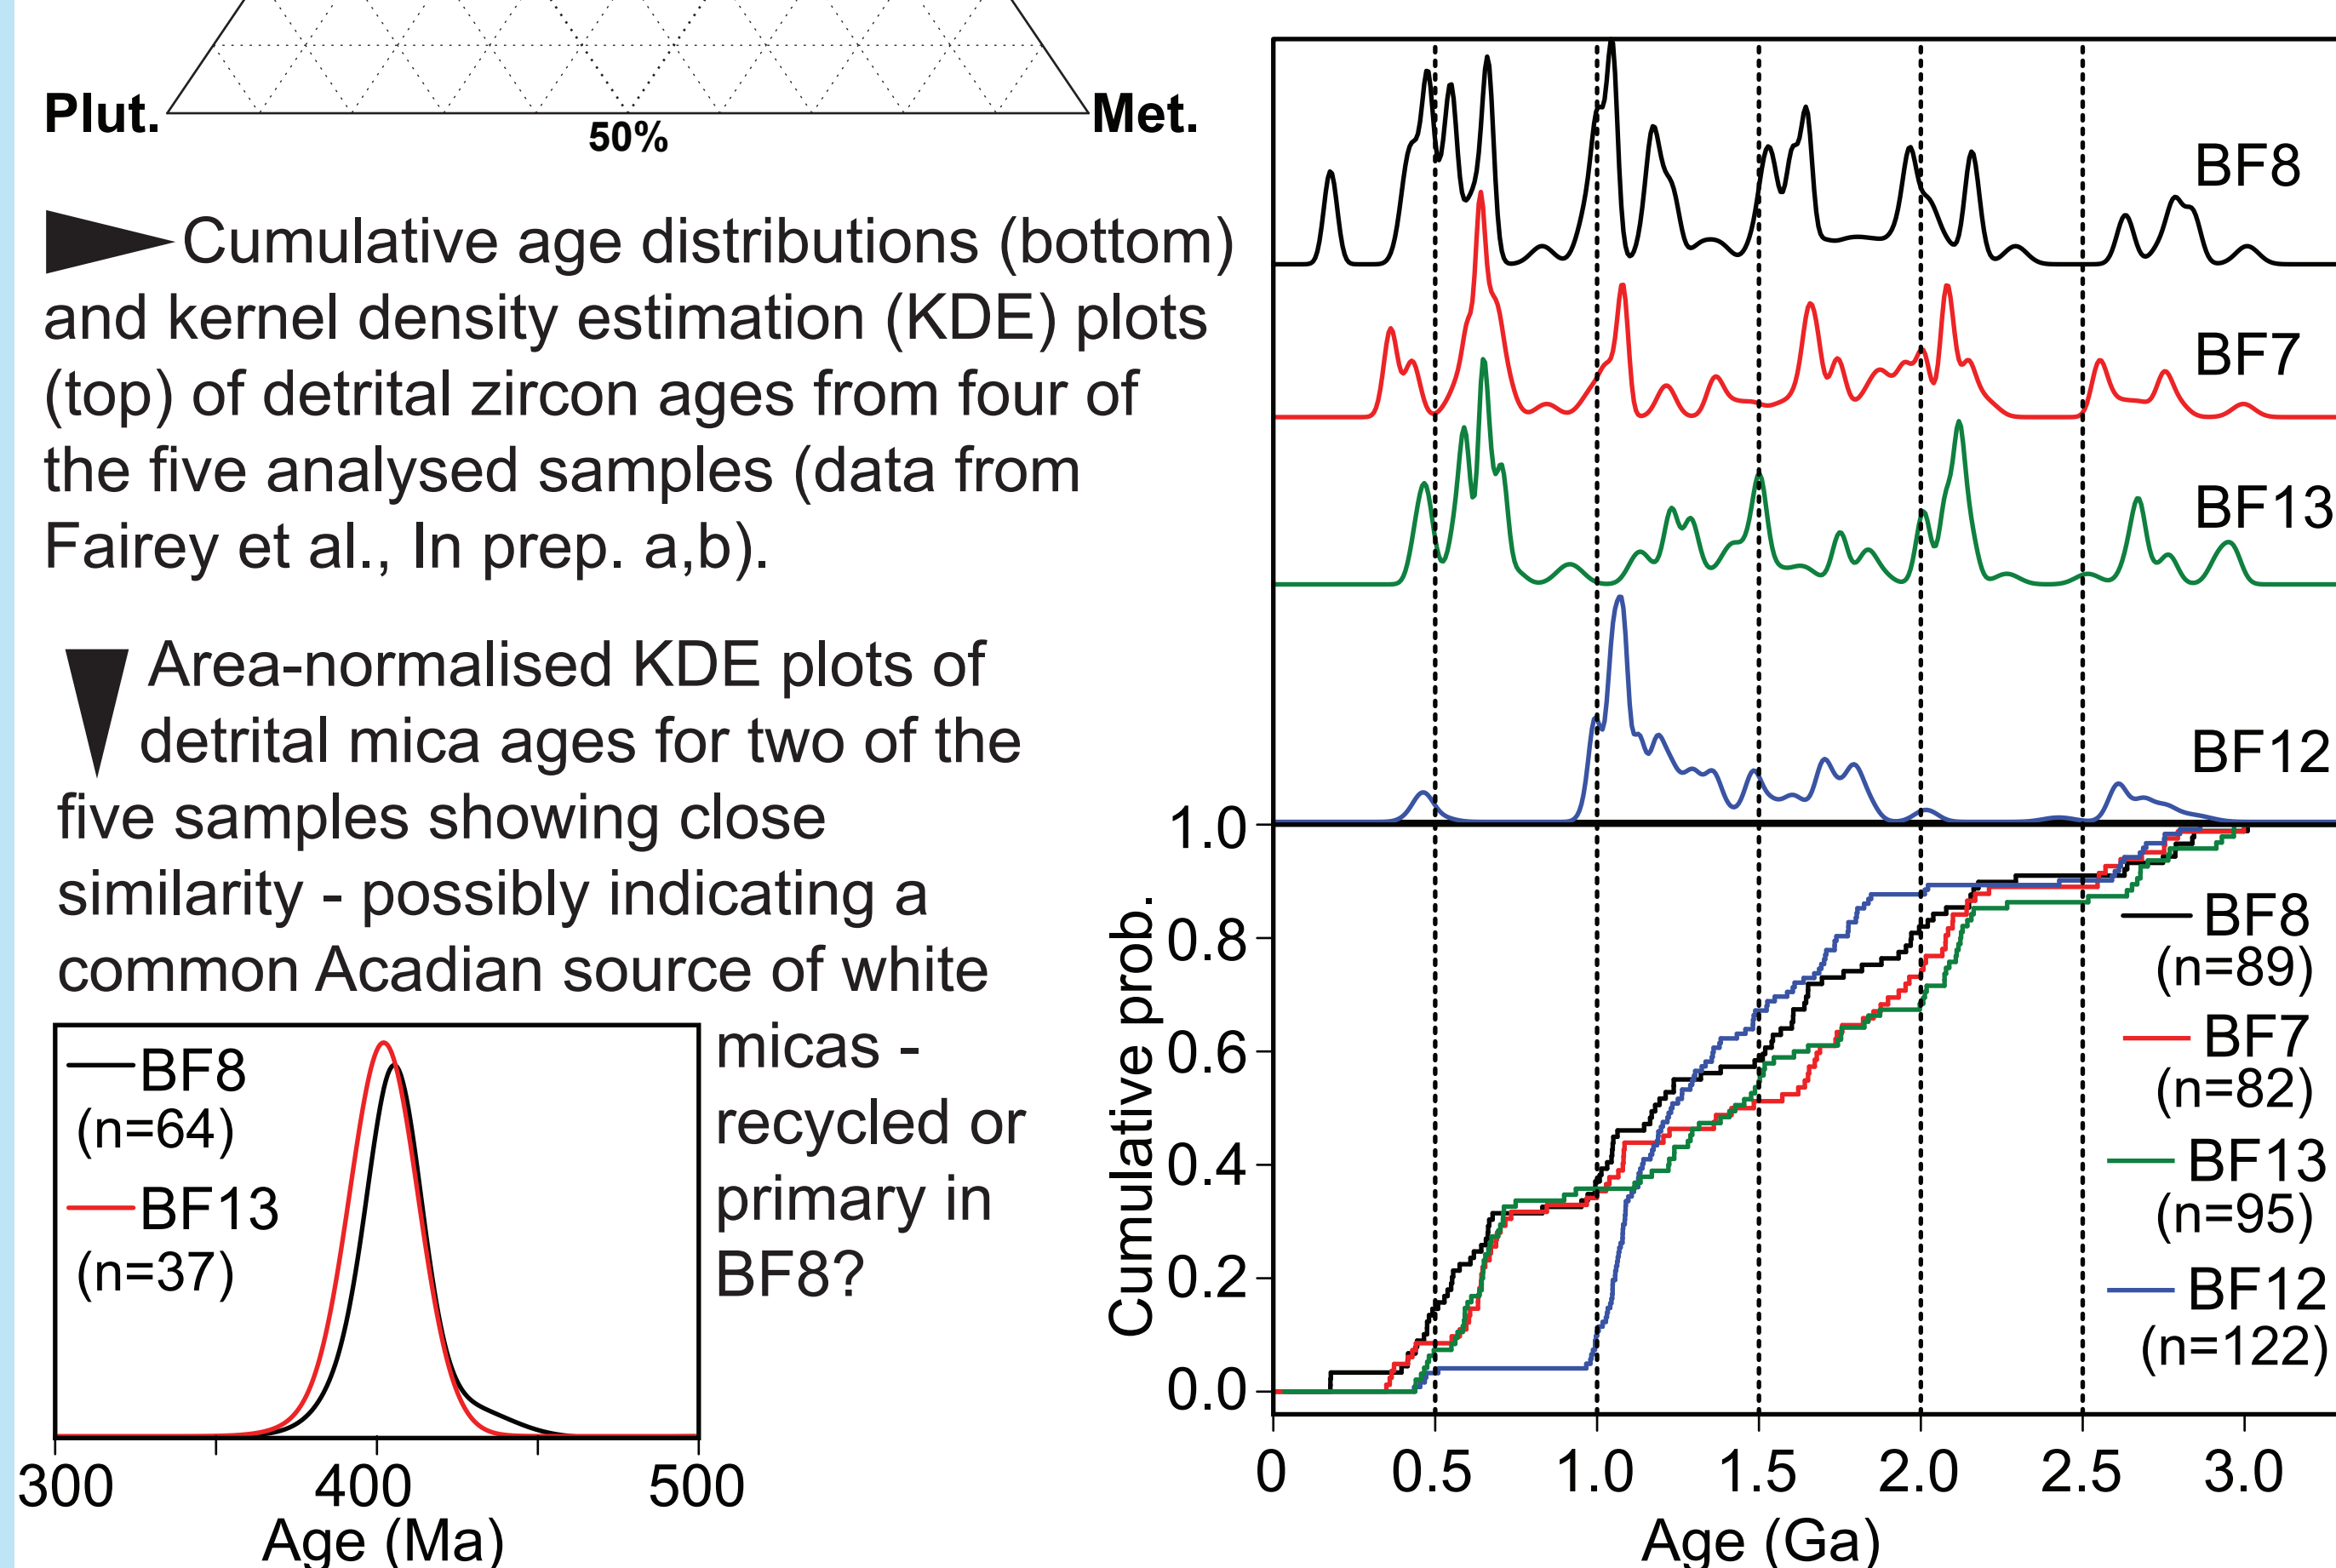 Plut.
Met.
50%
Cumulative age distributions (bottom)
and kernel density estimation (KDE) plots
(top) of detrital zircon ages from four of
the five analysed samples (data from
Fairey et al., In prep. a,b).
Area-normalised KDE plots of
detrital mica ages for two of the
five samples showing close
similarity - possibly indicating a
common Acadian source of white
micas -
recycled or
primary in
BF8?
BF8
(n=64)
BF13
(n=37)
300 400 500
Age (Ma)
BF8
BF7
BF13
BF12
1.0
0.8
0.6
0.4
0.2
0.0
Cumulative prob.
BF8
(n=89)
BF7
(n=82)
BF13
(n=95)
BF12
(n=122)
0 0.5 1.0 1.5 2.0 2.5 3.0
Age (Ga)